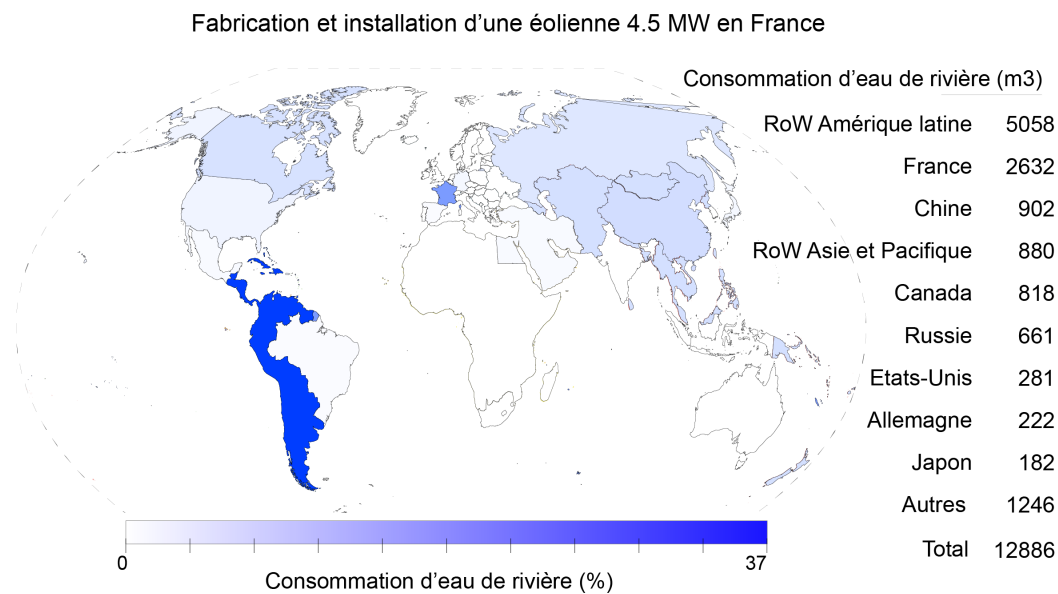 Fabrication et installation d’une éolienne 4.5 MW en France
Consommation d’eau de rivière (m3)
RoW Amérique latine 5058
France 2632
Chine 902
RoW Asie et Pacifique 880
Canada 818
Russie 661
Etats-Unis 281
Allemagne 222
Japon 182
Autres 1246
Total 12886
0 37
Consommation d’eau de rivière (%)